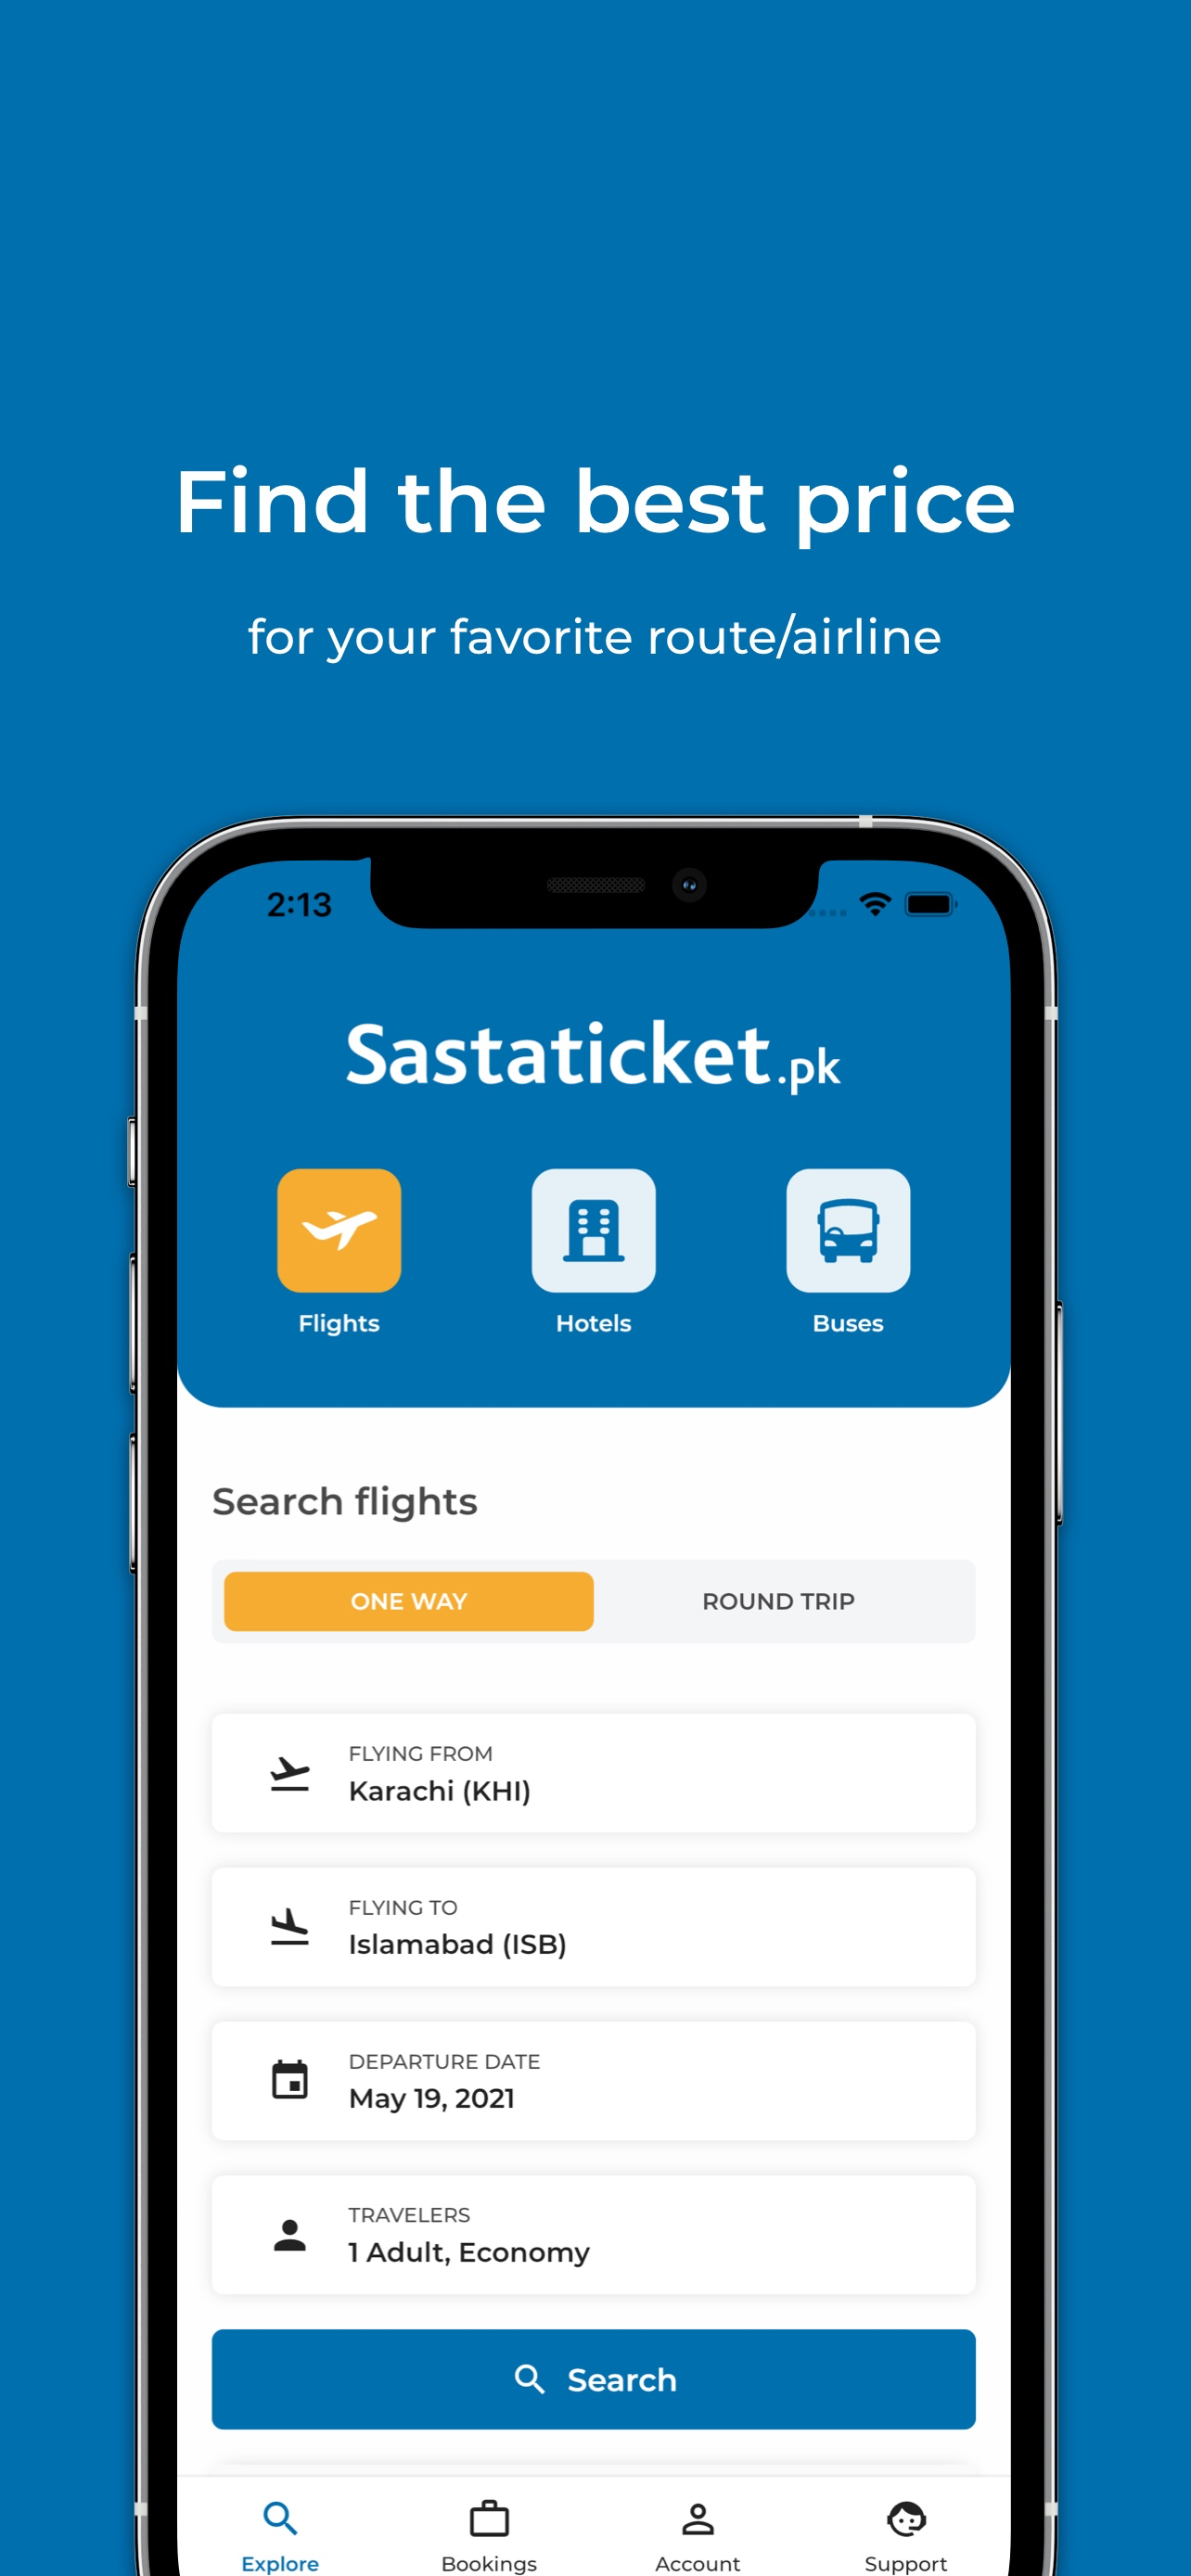 Find the best price
for your favorite route/airline
2:13
Sastaticket.pk
Flights Hotels Buses
Search flights
ONE WAY ROUND TRIP
FLYING FROM
Karachi (KHI)
FLYING TO
Islamabad (ISB)
DEPARTURE DATE
May 19, 2021
TRAVELERS
1 Adult, Economy
Search
Explore Bookings Account Support